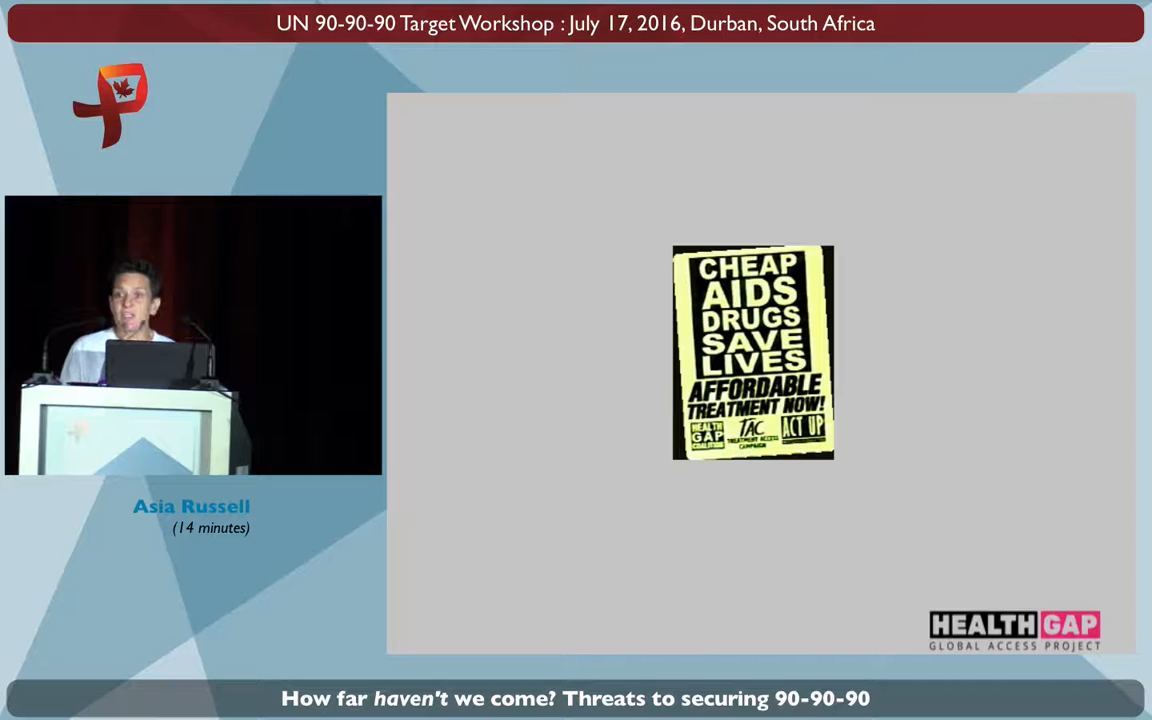 UN 90-90-90 Target Workshop : July 17, 2016, Durban, South Africa
CHEAP
AIDS
DRUGS
SAVE
LIVES
AFFORDABLE
TREATMENT NOW!
HEALTH
GAP
COALITION
TAC
TREATMENT ACCESS
CAMPAIGN
ACT UP
Asia Russell
(14 minutes)
HEALTH GAP
GLOBAL ACCESS PROJECT
How far haven't we come? Threats to securing 90-90-90